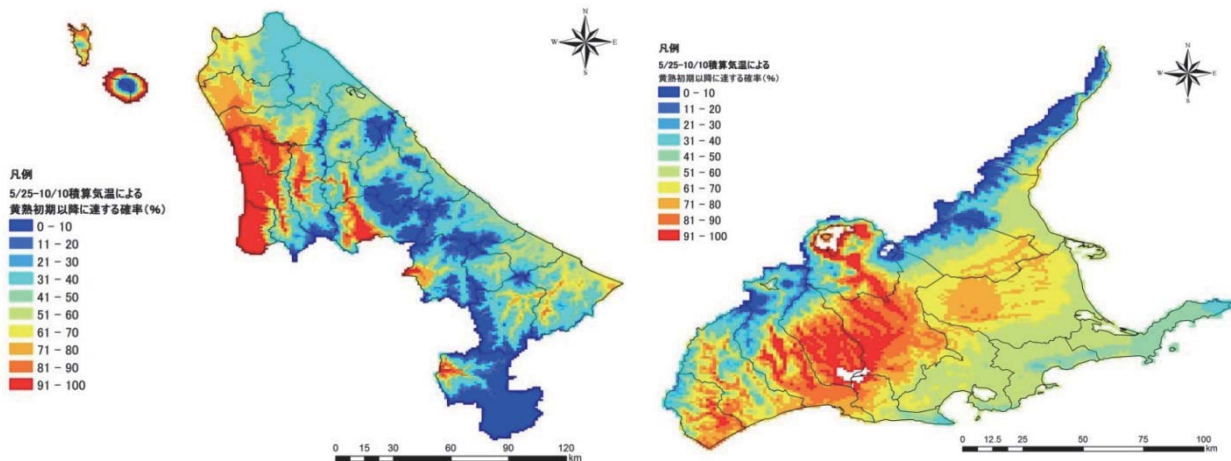 N
W
E
S
凡例
5/25-10/10積算気温による
黄熟初期以降に達する確率(%)
0 - 10
11 - 20
21 - 30
31 - 40
41 - 50
51 - 60
61 - 70
71 - 80
81 - 90
91 - 100
0 15 30 60 90 120
km
N
W
E
S
凡例
5/25-10/10積算気温による
黄熟初期以降に達する確率(%)
0 - 10
11 - 20
21 - 30
31 - 40
41 - 50
51 - 60
61 - 70
71 - 80
81 - 90
91 - 100
0 12.5 25 50 75 100
km